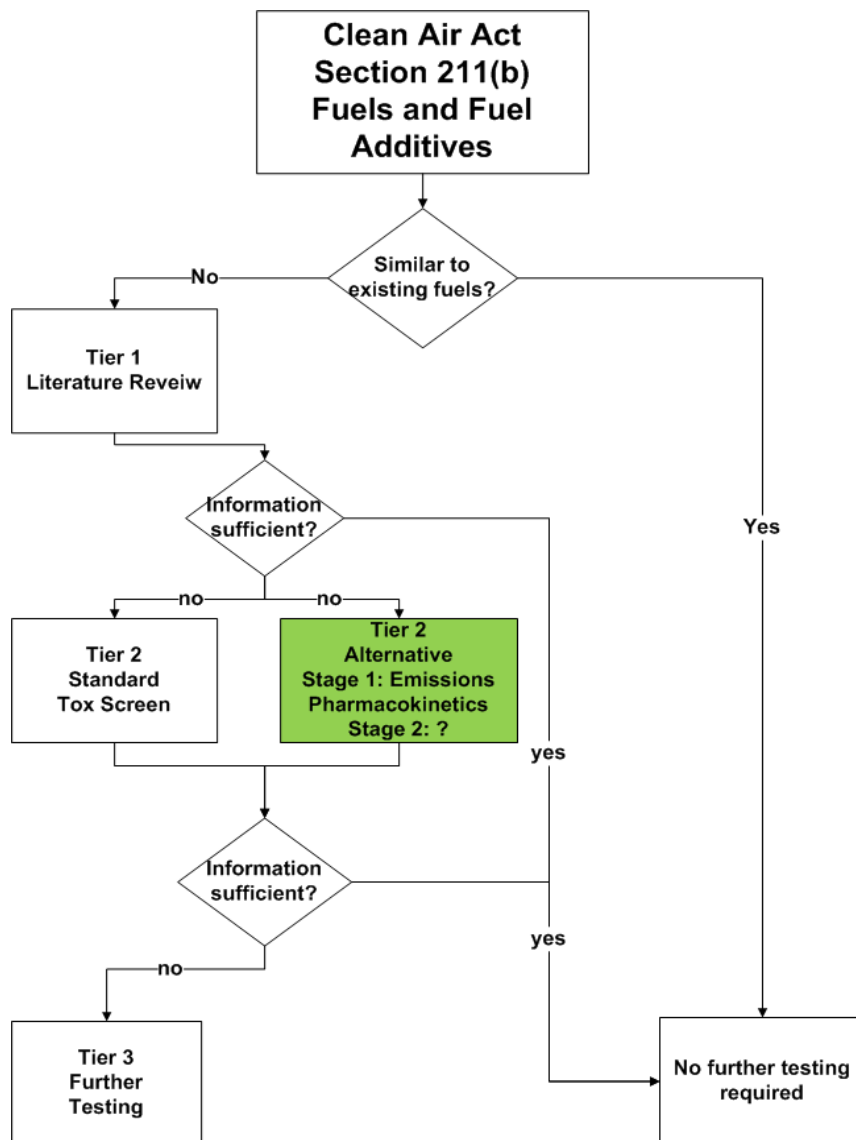 Clean Air Act
Section 211(b)
Fuels and Fuel
Additives
Similar to
existing fuels?
No
Tier 1
Literature Reveiw
Information
sufficient?
Yes
no
no
Tier 2
Standard
Tox Screen
Tier 2
Alternative
Stage 1: Emissions
Pharmacokinetics
Stage 2: ?
yes
Information
sufficient?
yes
no
Tier 3
Further
Testing
No further testing
required